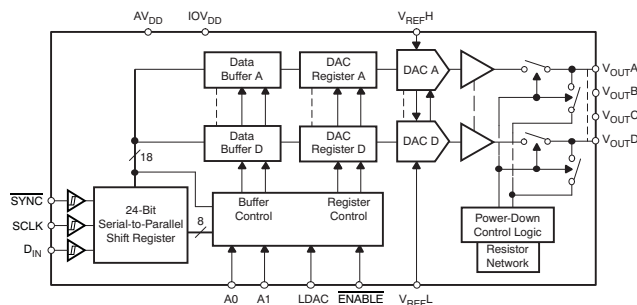 AVDD IOVDD VREFH
Data Buffer A
DAC Register A
DAC A
VOUTA
VOUTB
VOUTC
VOUTD
Data Buffer D
DAC Register D
DAC D
18
SYNC
SCLK
DIN
24-Bit
Serial-to-Parallel
Shift Register
8
Buffer Control
Register Control
Power-Down
Control Logic
Resistor
Network
A0 A1 LDAC ENABLE VREFL